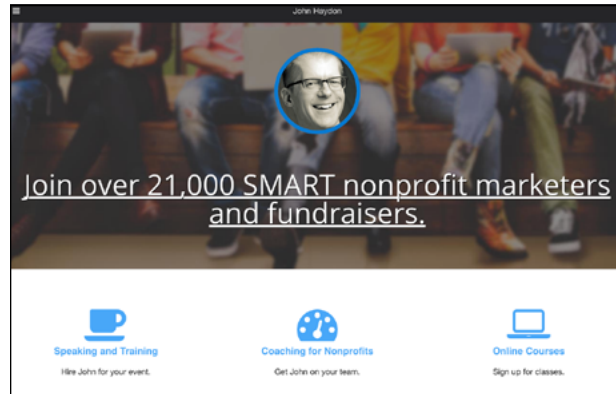 John Haydon
Join over 21,000 SMART nonprofit marketers
and fundraisers.
Speaking and Training
Coaching for Nonprofits
Online Courses
Hire John for your event.
Get John on your team.
Sign up for classes.